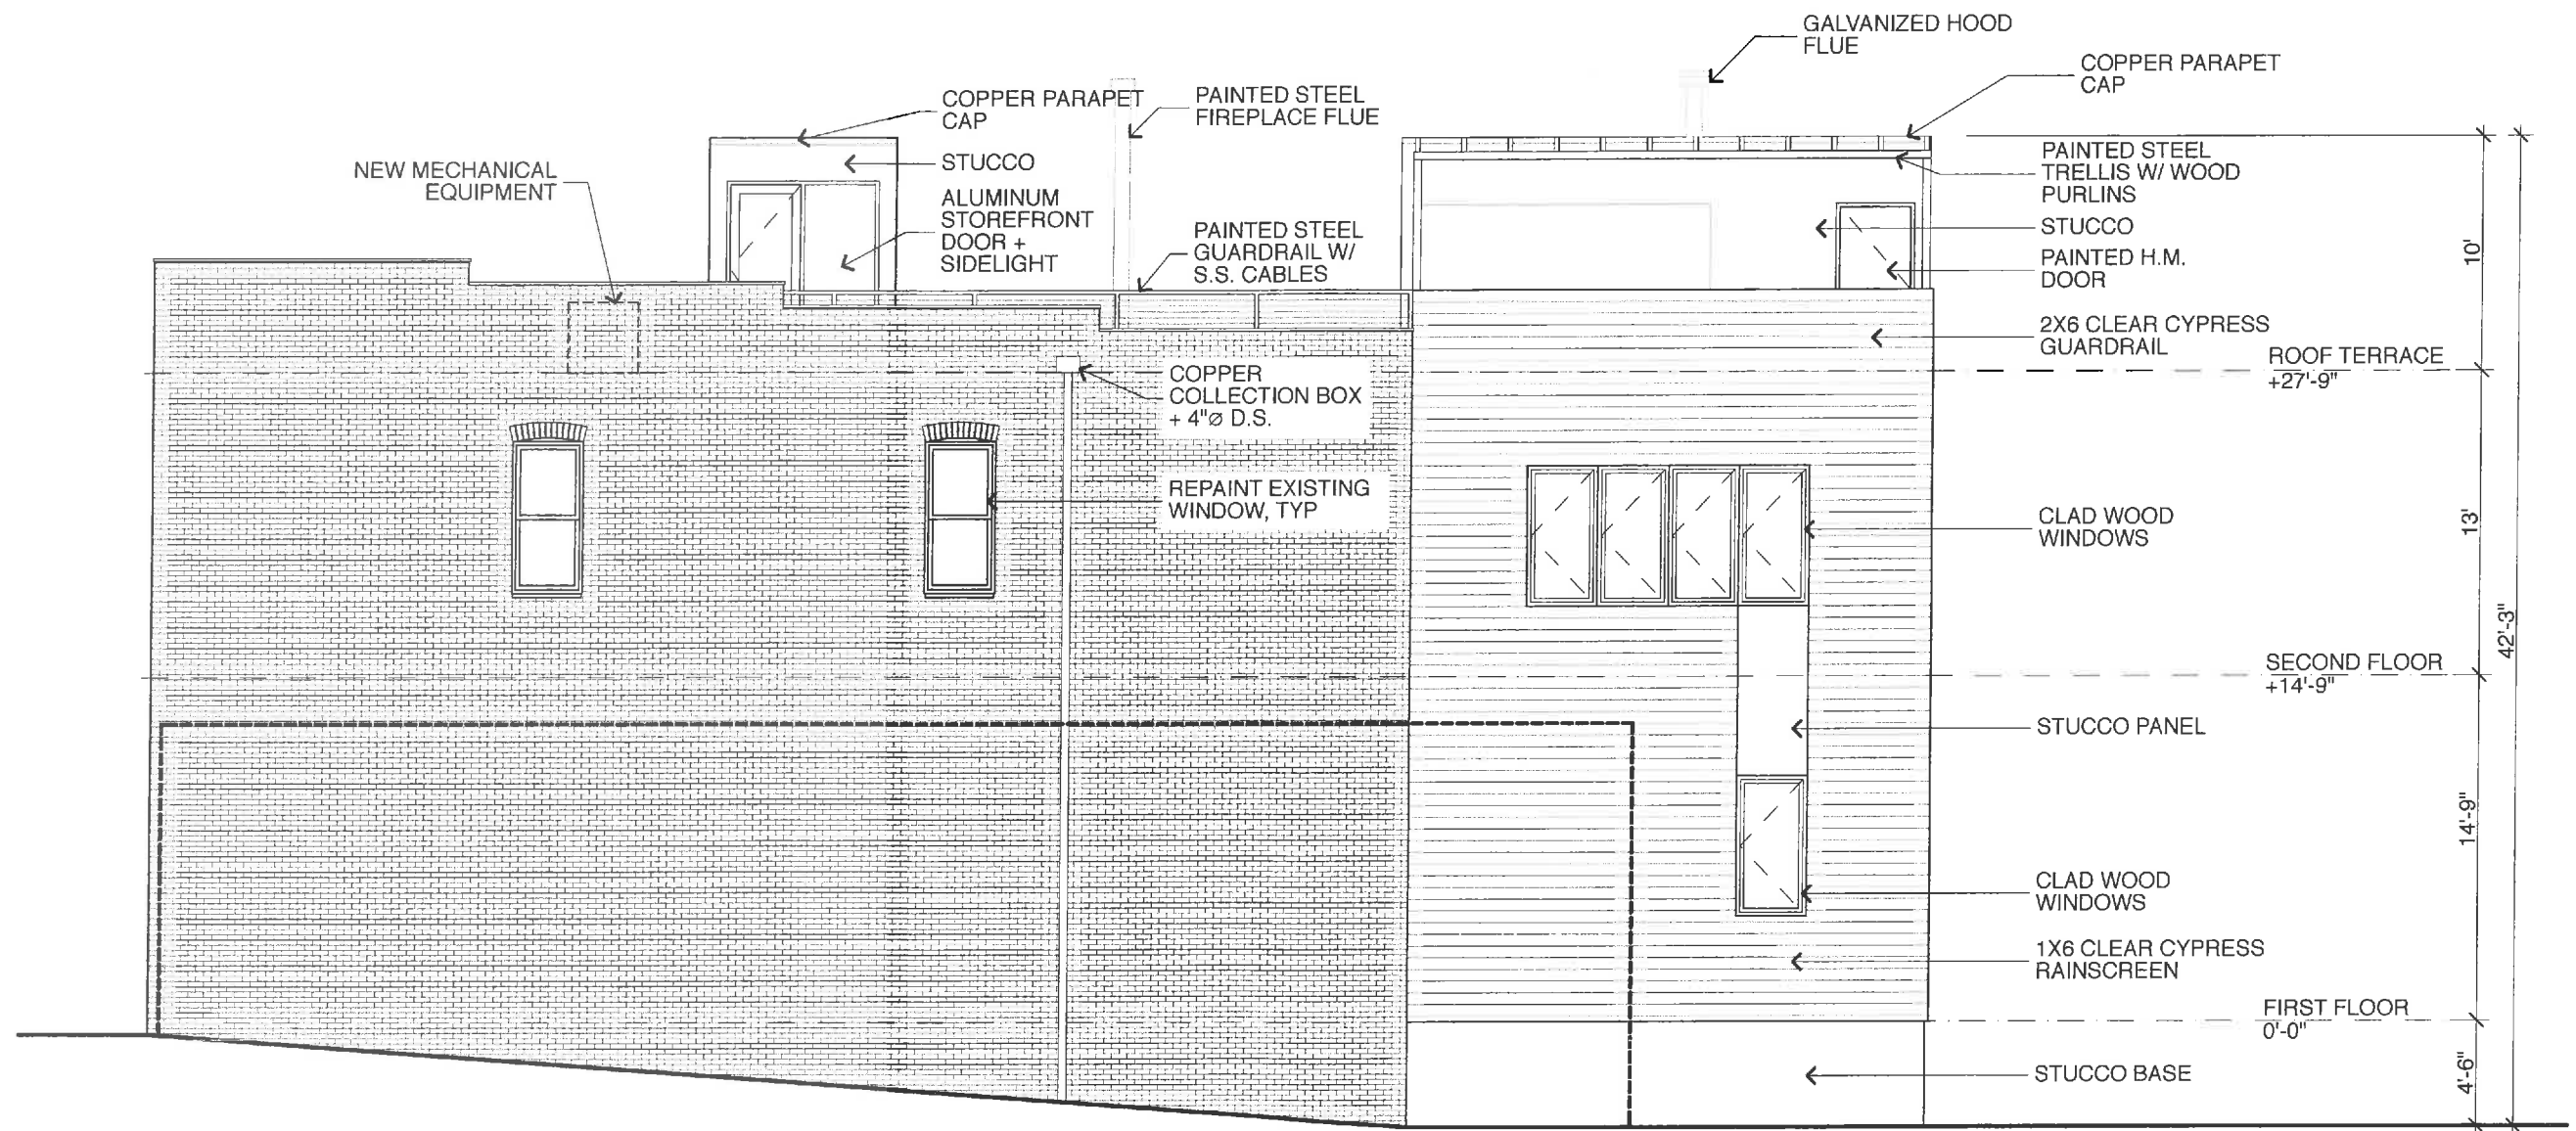 GALVANIZED HOOD
FLUE
COPPER PARAPET
CAP
COPPER PARAPET
CAP
PAINTED STEEL
FIREPLACE FLUE
STUCCO
NEW MECHANICAL
EQUIPMENT
ALUMINUM
STOREFRONT
DOOR +
SIDELIGHT
PAINTED STEEL
GUARDRAIL W/
S.S. CABLES
PAINTED STEEL
TRELLIS W/ WOOD
PURLINS
STUCCO
PAINTED H.M.
DOOR
10'
2X6 CLEAR CYPRESS
GUARDRAIL
ROOF TERRACE
+27'-9"
COPPER
COLLECTION BOX
+ 4"⌀ D.S.
REPAINT EXISTING
WINDOW, TYP
CLAD WOOD
WINDOWS
13'
42'-3"
SECOND FLOOR
+14'-9"
STUCCO PANEL
14'-9"
CLAD WOOD
WINDOWS
1X6 CLEAR CYPRESS
RAINSCREEN
FIRST FLOOR
0'-0"
STUCCO BASE
4'-6"